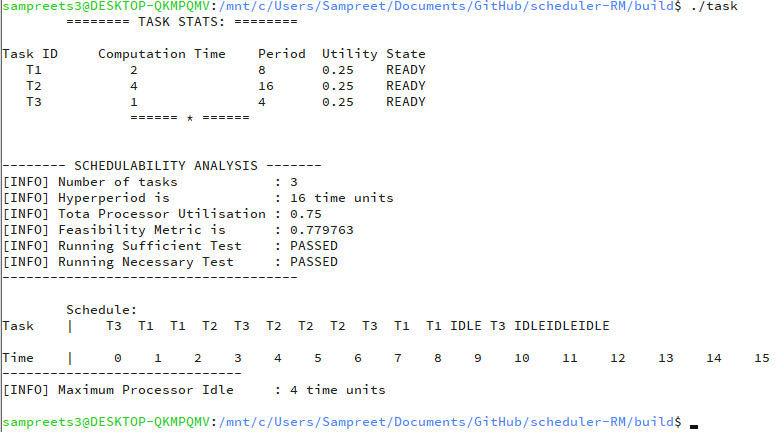 sampreets3@DESKTOP-QKMPQMV:/mnt/c/Users/Sampreet/Documents/GitHub/scheduler-RM/build$ ./task
======== TASK STATS: ========
Task ID Computation Time Period Utility State
T1 2 8 0.25 READY
T2 4 16 0.25 READY
T3 1 4 0.25 READY
====== * ======
-------- SCHEDULABILITY ANALYSIS -------
[INFO] Number of tasks : 3
[INFO] Hyperperiod is : 16 time units
[INFO] Tota Processor Utilisation : 0.75
[INFO] Feasibility Metric is : 0.779763
[INFO] Running Sufficient Test : PASSED
[INFO] Running Necessary Test : PASSED
-------------------------------------
Schedule:
Task | T3 T1 T1 T2 T3 T2 T2 T2 T3 T1 T1 IDLE T3 IDLEIDLEIDLE
Time | 0 1 2 3 4 5 6 7 8 9 10 11 12 13 14 15
------------------------------
[INFO] Maximum Processor Idle : 4 time units
sampreets3@DESKTOP-QKMPQMV:/mnt/c/Users/Sampreet/Documents/GitHub/scheduler-RM/build$